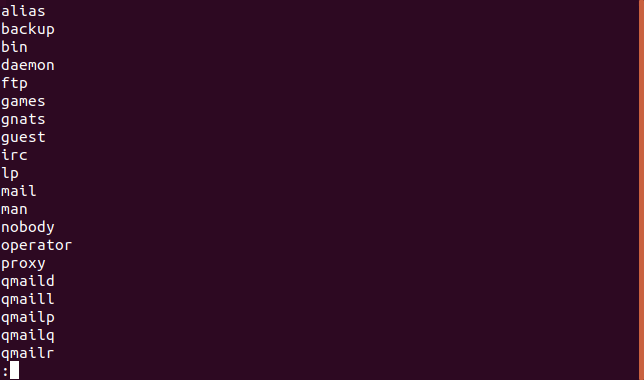 alias
backup
bin
daemon
ftp
games
gnats
guest
irc
lp
mail
man
nobody
operator
proxy
qmaild
qmaill
qmailp
qmailq
qmailr
: